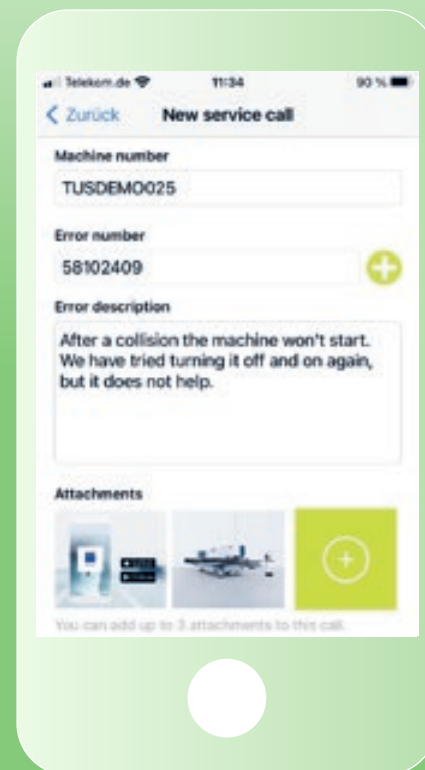 Telekom.de 11:34 90 %
Zurück New service call
Machine number
TUSDEMO025
Error number
58102409
Error description
After a collision the machine won't start.
We have tried turning it off and on again,
but it does not help.
Attachments
You can add up to 3 attachments to this call.